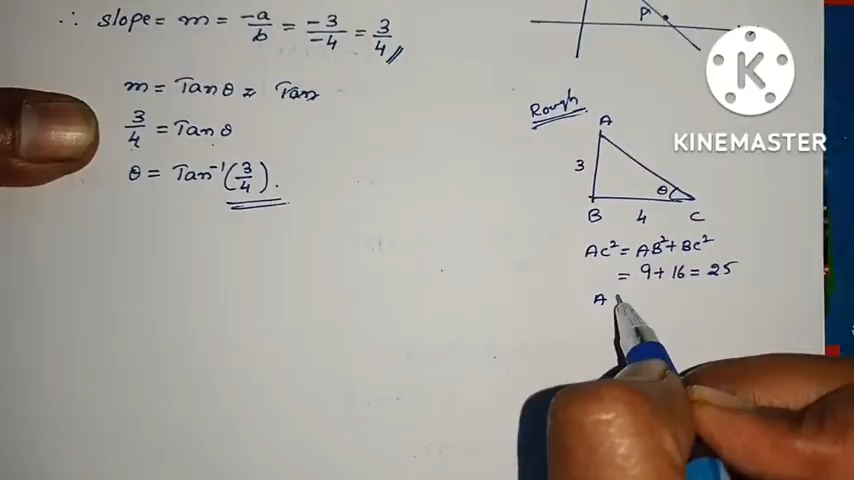 ∴ slope = m = -a/b = -3/-4 = 3/4
m = Tanθ = Tan
3/4 = Tanθ
θ = Tan⁻¹(3/4).
P
Rough
A
3
θ
B 4 C
AC² = AB² + BC²
= 9 + 16 = 25
A
K
KINEMASTER